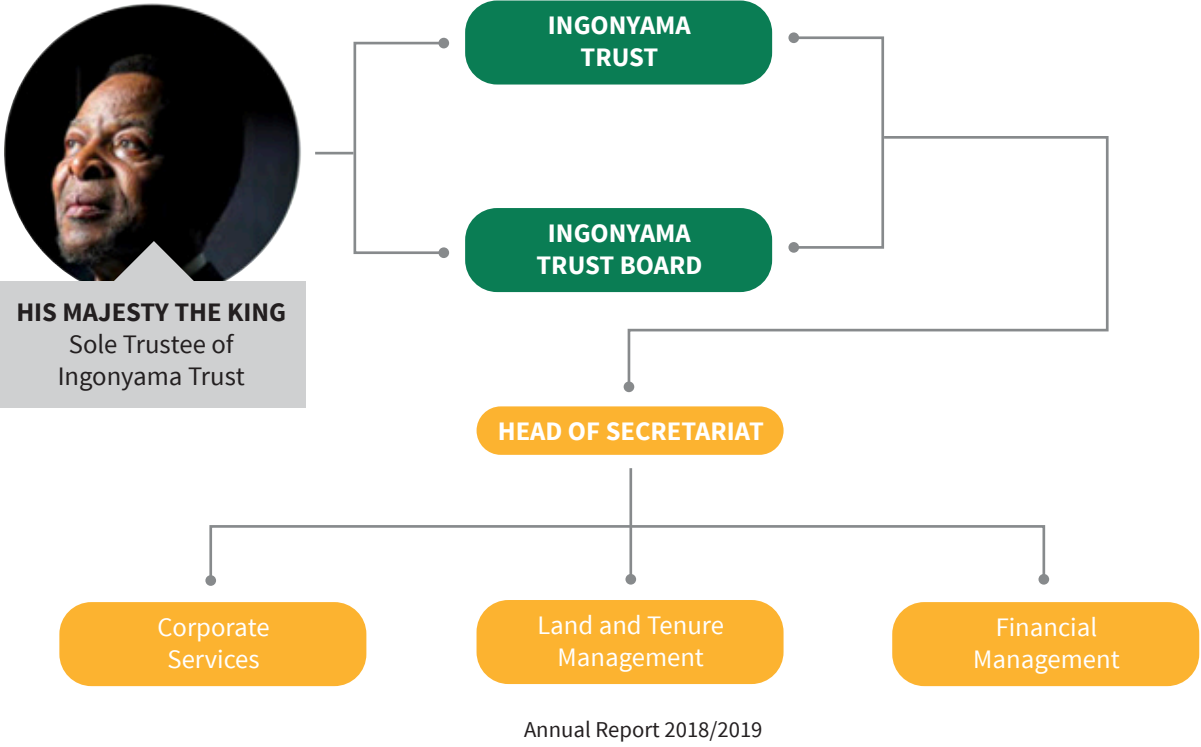 INGONYAMA
TRUST
INGONYAMA
TRUST BOARD
HIS MAJESTY THE KING
Sole Trustee of
Ingonyama Trust
HEAD OF SECRETARIAT
Corporate
Services
Land and Tenure
Management
Financial
Management
Annual Report 2018/2019